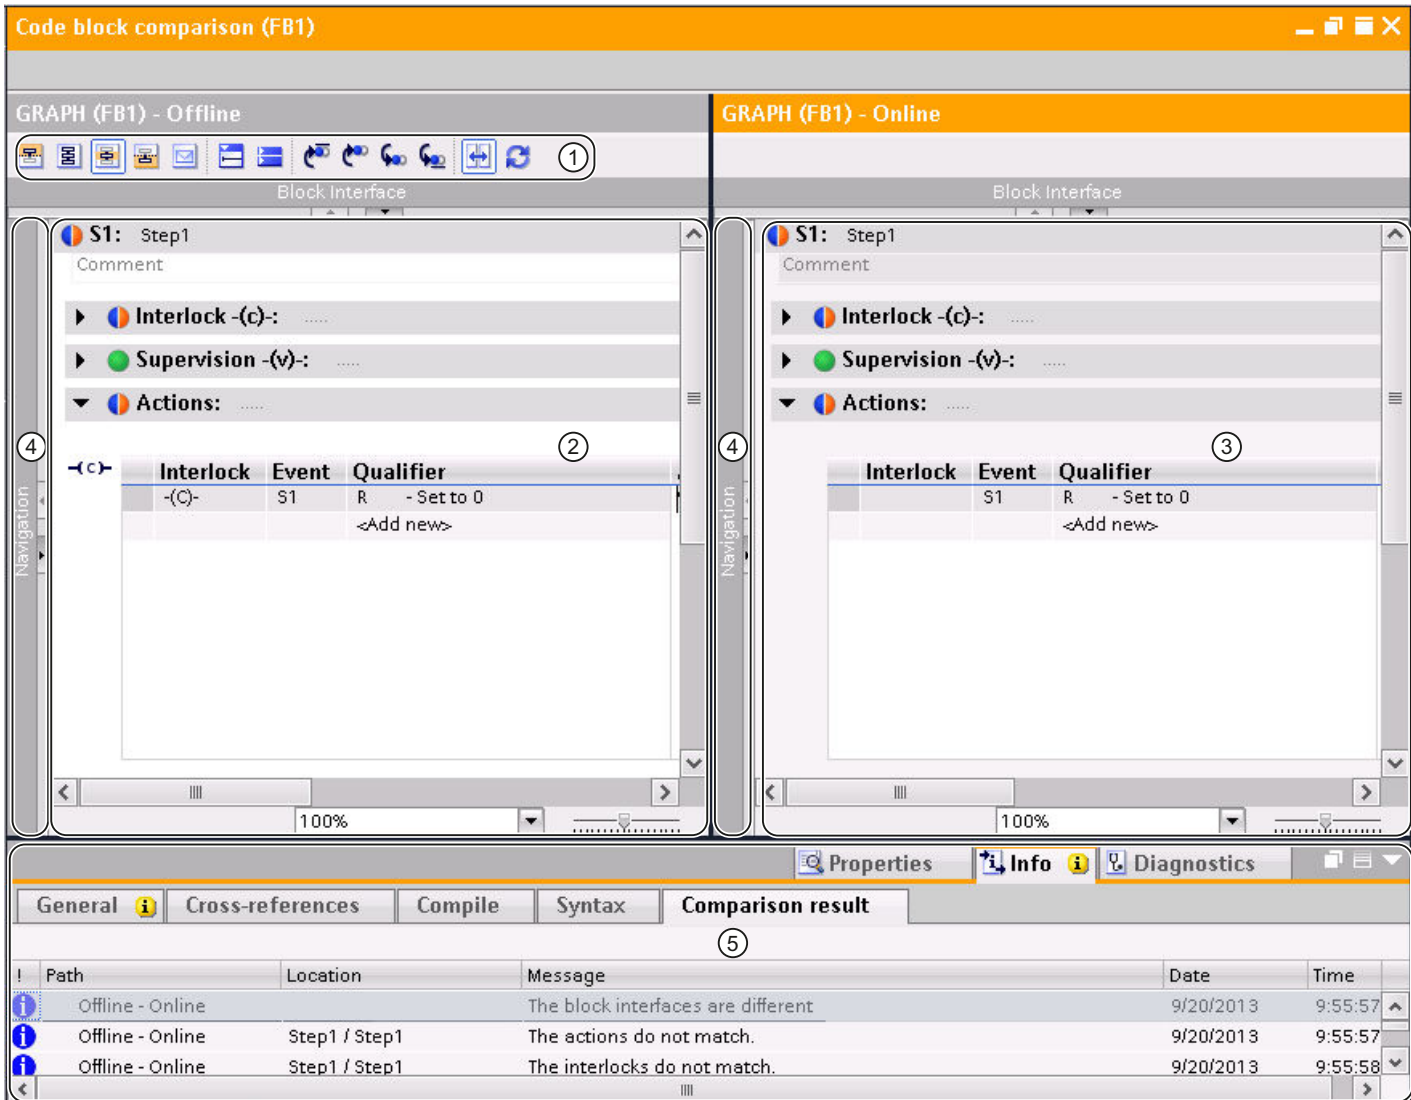 Code block comparison (FB1)
GRAPH (FB1) - Offline
GRAPH (FB1) - Online
1
Block Interface
Block Interface
S1: Step1
S1: Step1
Comment
Comment
Interlock -(c)-: .....
Interlock -(c)-: .....
Supervision -(v)-: .....
Supervision -(v)-: .....
Actions: .....
Actions: .....
4
2
4
3
Navigation
Navigation
-(C)-
Interlock Event Qualifier
Interlock Event Qualifier
-(C)- S1 R - Set to 0
S1 R - Set to 0
<Add new>
<Add new>
100%
100%
Properties Info Diagnostics
General Cross-references Compile Syntax Comparison result
5
! Path Location Message Date Time
Offline - Online The block interfaces are different 9/20/2013 9:55:57
Offline - Online Step1 / Step1 The actions do not match. 9/20/2013 9:55:57
Offline - Online Step1 / Step1 The interlocks do not match. 9/20/2013 9:55:58